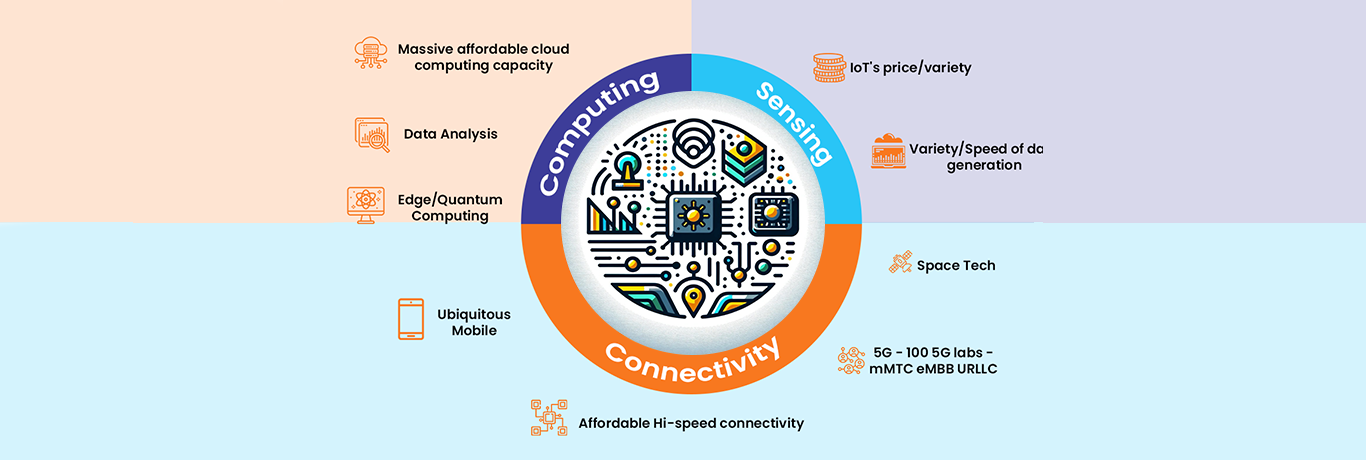 Massive affordable cloud
computing capacity
Data Analysis
Edge/Quantum
Computing
Computing
Sensing
IoT's price/variety
Variety/Speed of da
generation
Space Tech
Ubiquitous
Mobile
Connectivity
5G - 100 5G labs -
mMTC eMBB URLLC
Affordable Hi-speed connectivity